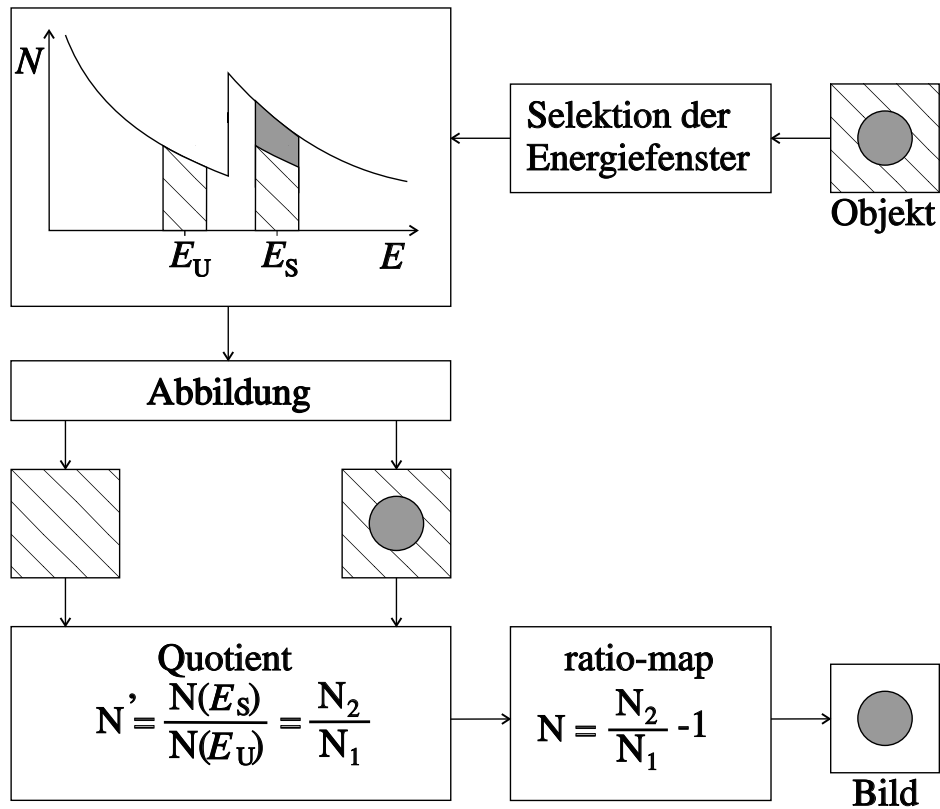 N
E_U E_S E
Selektion der
Energiefenster
Objekt
Abbildung
Quotient
N' = N(E_S)/N(E_U) = N_2/N_1
ratio-map
N = N_2/N_1 -1
Bild